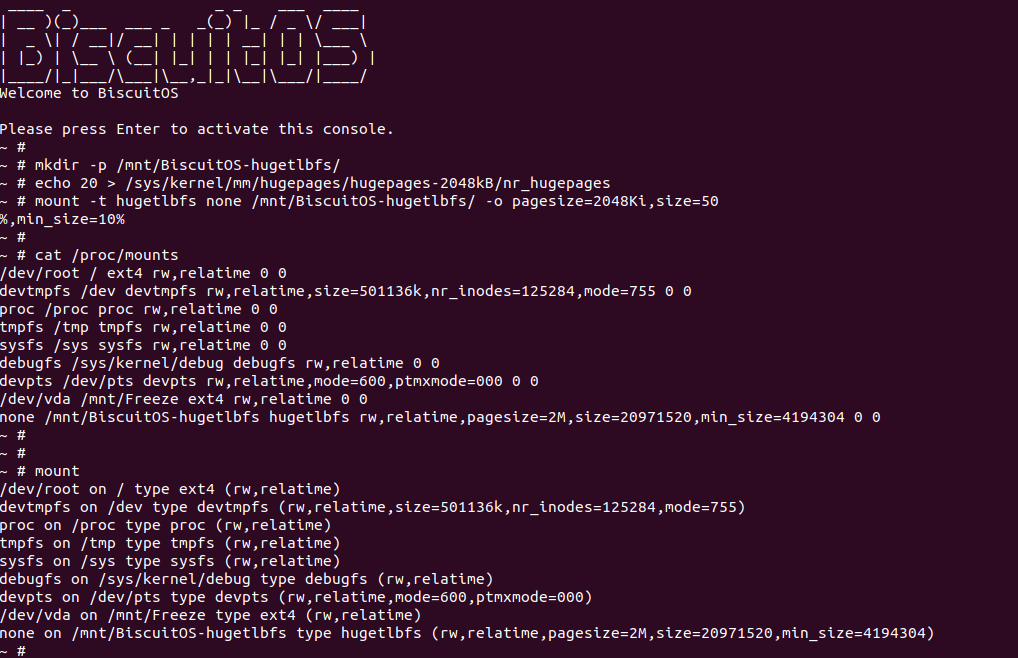 BiscuitOS
Welcome to BiscuitOS
Please press Enter to activate this console.
~ #
~ # mkdir -p /mnt/BiscuitOS-hugetlbfs/
~ # echo 20 > /sys/kernel/mm/hugepages/hugepages-2048kB/nr_hugepages
~ # mount -t hugetlbfs none /mnt/BiscuitOS-hugetlbfs/ -o pagesize=2048Ki,size=50
%,min_size=10%
~ #
~ # cat /proc/mounts
/dev/root / ext4 rw,relatime 0 0
devtmpfs /dev devtmpfs rw,relatime,size=501136k,nr_inodes=125284,mode=755 0 0
proc /proc proc rw,relatime 0 0
tmpfs /tmp tmpfs rw,relatime 0 0
sysfs /sys sysfs rw,relatime 0 0
debugfs /sys/kernel/debug debugfs rw,relatime 0 0
devpts /dev/pts devpts rw,relatime,mode=600,ptmxmode=000 0 0
/dev/vda /mnt/Freeze ext4 rw,relatime 0 0
none /mnt/BiscuitOS-hugetlbfs hugetlbfs rw,relatime,pagesize=2M,size=20971520,min_size=4194304 0 0
~ #
~ #
~ # mount
/dev/root on / type ext4 (rw,relatime)
devtmpfs on /dev type devtmpfs (rw,relatime,size=501136k,nr_inodes=125284,mode=755)
proc on /proc type proc (rw,relatime)
tmpfs on /tmp type tmpfs (rw,relatime)
sysfs on /sys type sysfs (rw,relatime)
debugfs on /sys/kernel/debug type debugfs (rw,relatime)
devpts on /dev/pts type devpts (rw,relatime,mode=600,ptmxmode=000)
/dev/vda on /mnt/Freeze type ext4 (rw,relatime)
none on /mnt/BiscuitOS-hugetlbfs type hugetlbfs (rw,relatime,pagesize=2M,size=20971520,min_size=4194304)
~ #